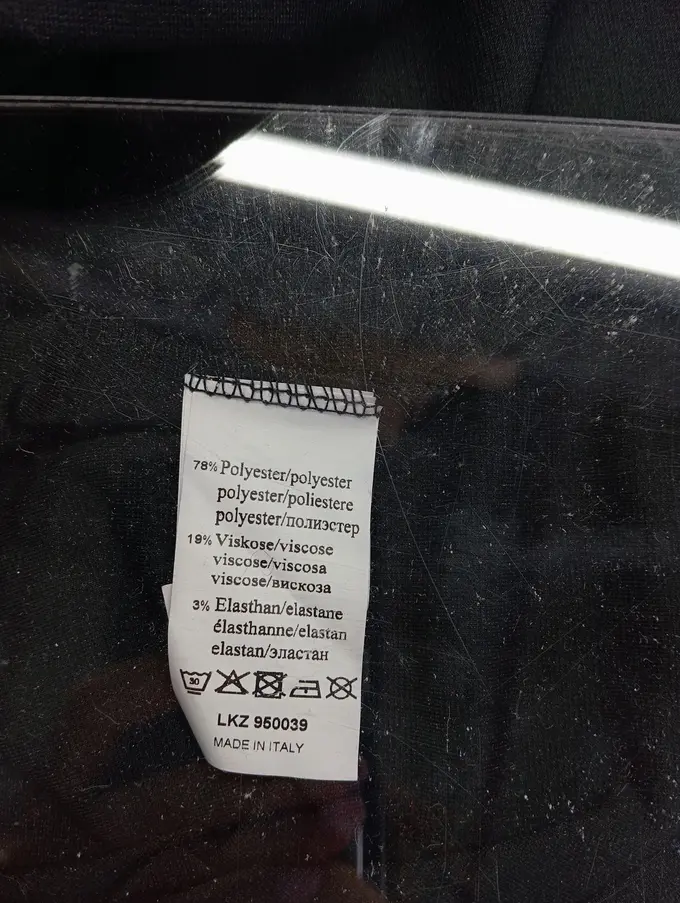 78% Polyester/polyester
polyester/poliestere
polyester/полиэстер
19% Viskose/viscose
viscose/viscosa
viscose/вискоза
3% Elasthan/elastane
élasthanne/elastan
elastan/эластан
30
LKZ 950039
MADE IN ITALY